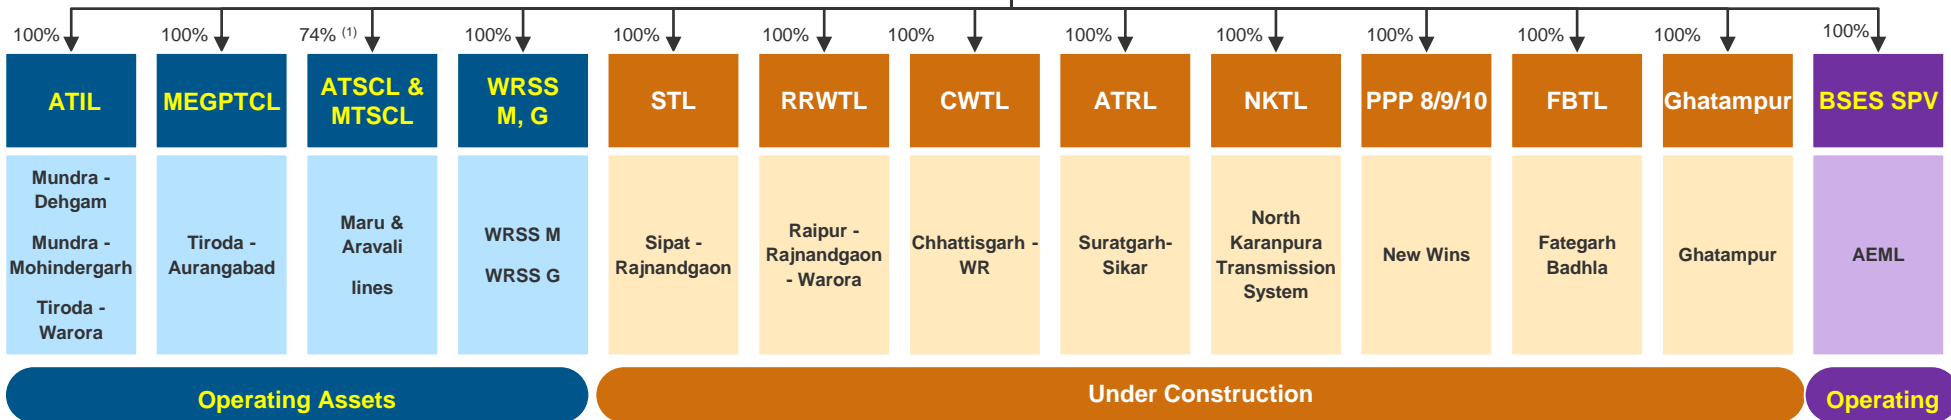 100%
100%
74% (1)
100%
100%
100%
100%
100%
100%
100%
100%
100%
100%
ATIL
MEGPTCL
ATSCL &
MTSCL
WRSS
M, G
STL
RRWTL
CWTL
ATRL
NKTL
PPP 8/9/10
FBTL
Ghatampur
BSES SPV
Mundra -
Dehgam
Mundra -
Mohindergarh
Tiroda -
Warora
Tiroda -
Aurangabad
Maru &
Aravali
lines
WRSS M
WRSS G
Sipat -
Rajnandgaon
Raipur -
Rajnandgaon
- Warora
Chhattisgarh -
WR
Suratgarh-
Sikar
North
Karanpura
Transmission
System
New Wins
Fategarh
Badhla
Ghatampur
AEML
Operating Assets
Under Construction
Operating